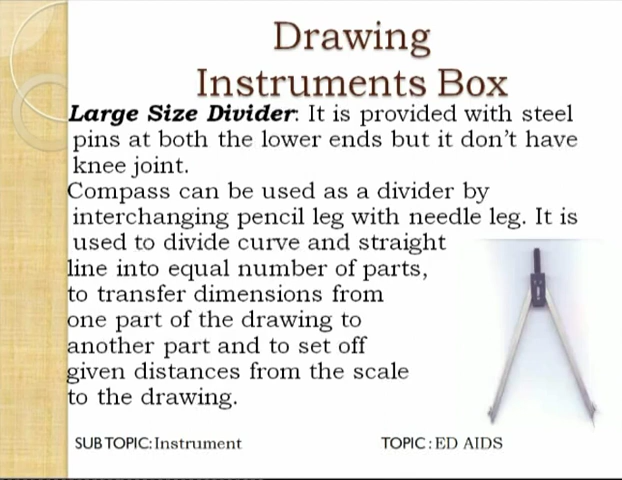 Drawing
Instruments Box
Large Size Divider: It is provided with steel
pins at both the lower ends but it don't have
knee joint.
Compass can be used as a divider by
interchanging pencil leg with needle leg. It is
used to divide curve and straight
line into equal number of parts,
to transfer dimensions from
one part of the drawing to
another part and to set off
given distances from the scale
to the drawing.
SUB TOPIC: Instrument
TOPIC : ED AIDS